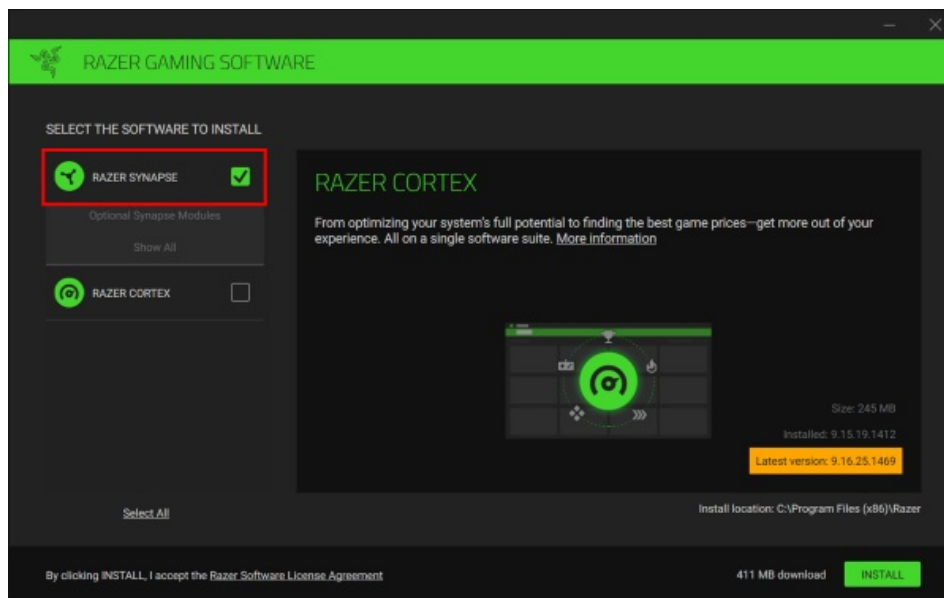 RAZER GAMING SOFTWARE
SELECT THE SOFTWARE TO INSTALL
RAZER SYNAPSE
Optional Synapse Modules
Show All
RAZER CORTEX
Select All
RAZER CORTEX
From optimizing your system's full potential to finding the best game prices—get more out of your
experience. All on a single software suite. More information
Size: 245 MB
Installed: 9.15.19.1412
Latest version: 9.16.25.1469
Install location: C:\Program Files (x86)\Razer
By clicking INSTALL, I accept the Razer Software License Agreement
411 MB download
INSTALL